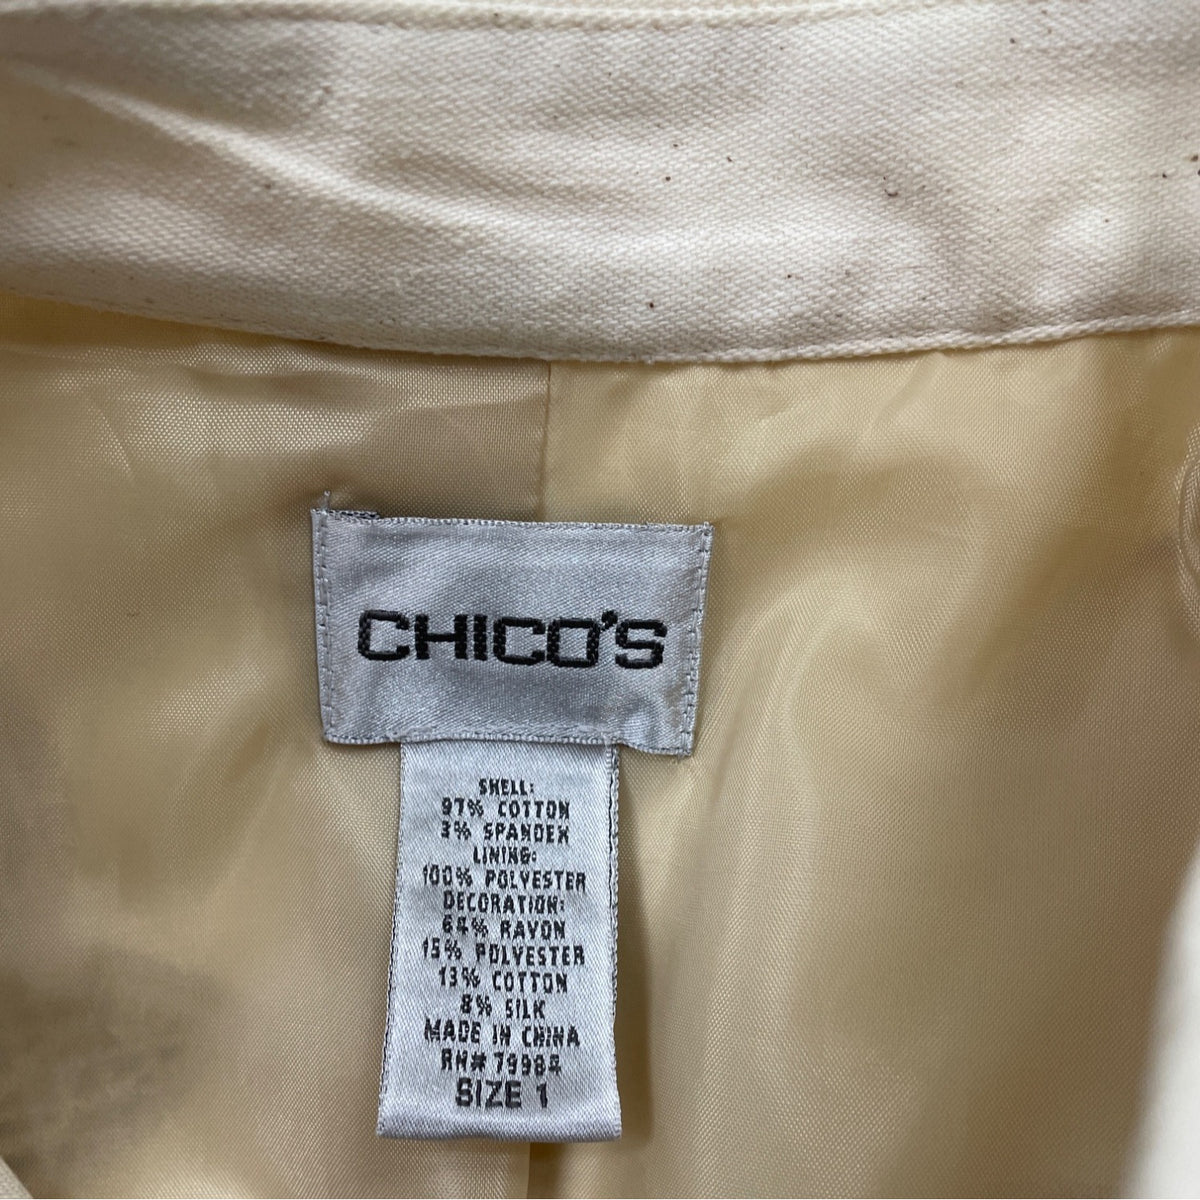 CHICO'S
SHELL:
97% COTTON
3% SPANDEX
LINING:
100% POLYESTER
DECORATION:
64% RAYON
15% POLYESTER
13% COTTON
8% SILK
MADE IN CHINA
RN# 79984
SIZE 1